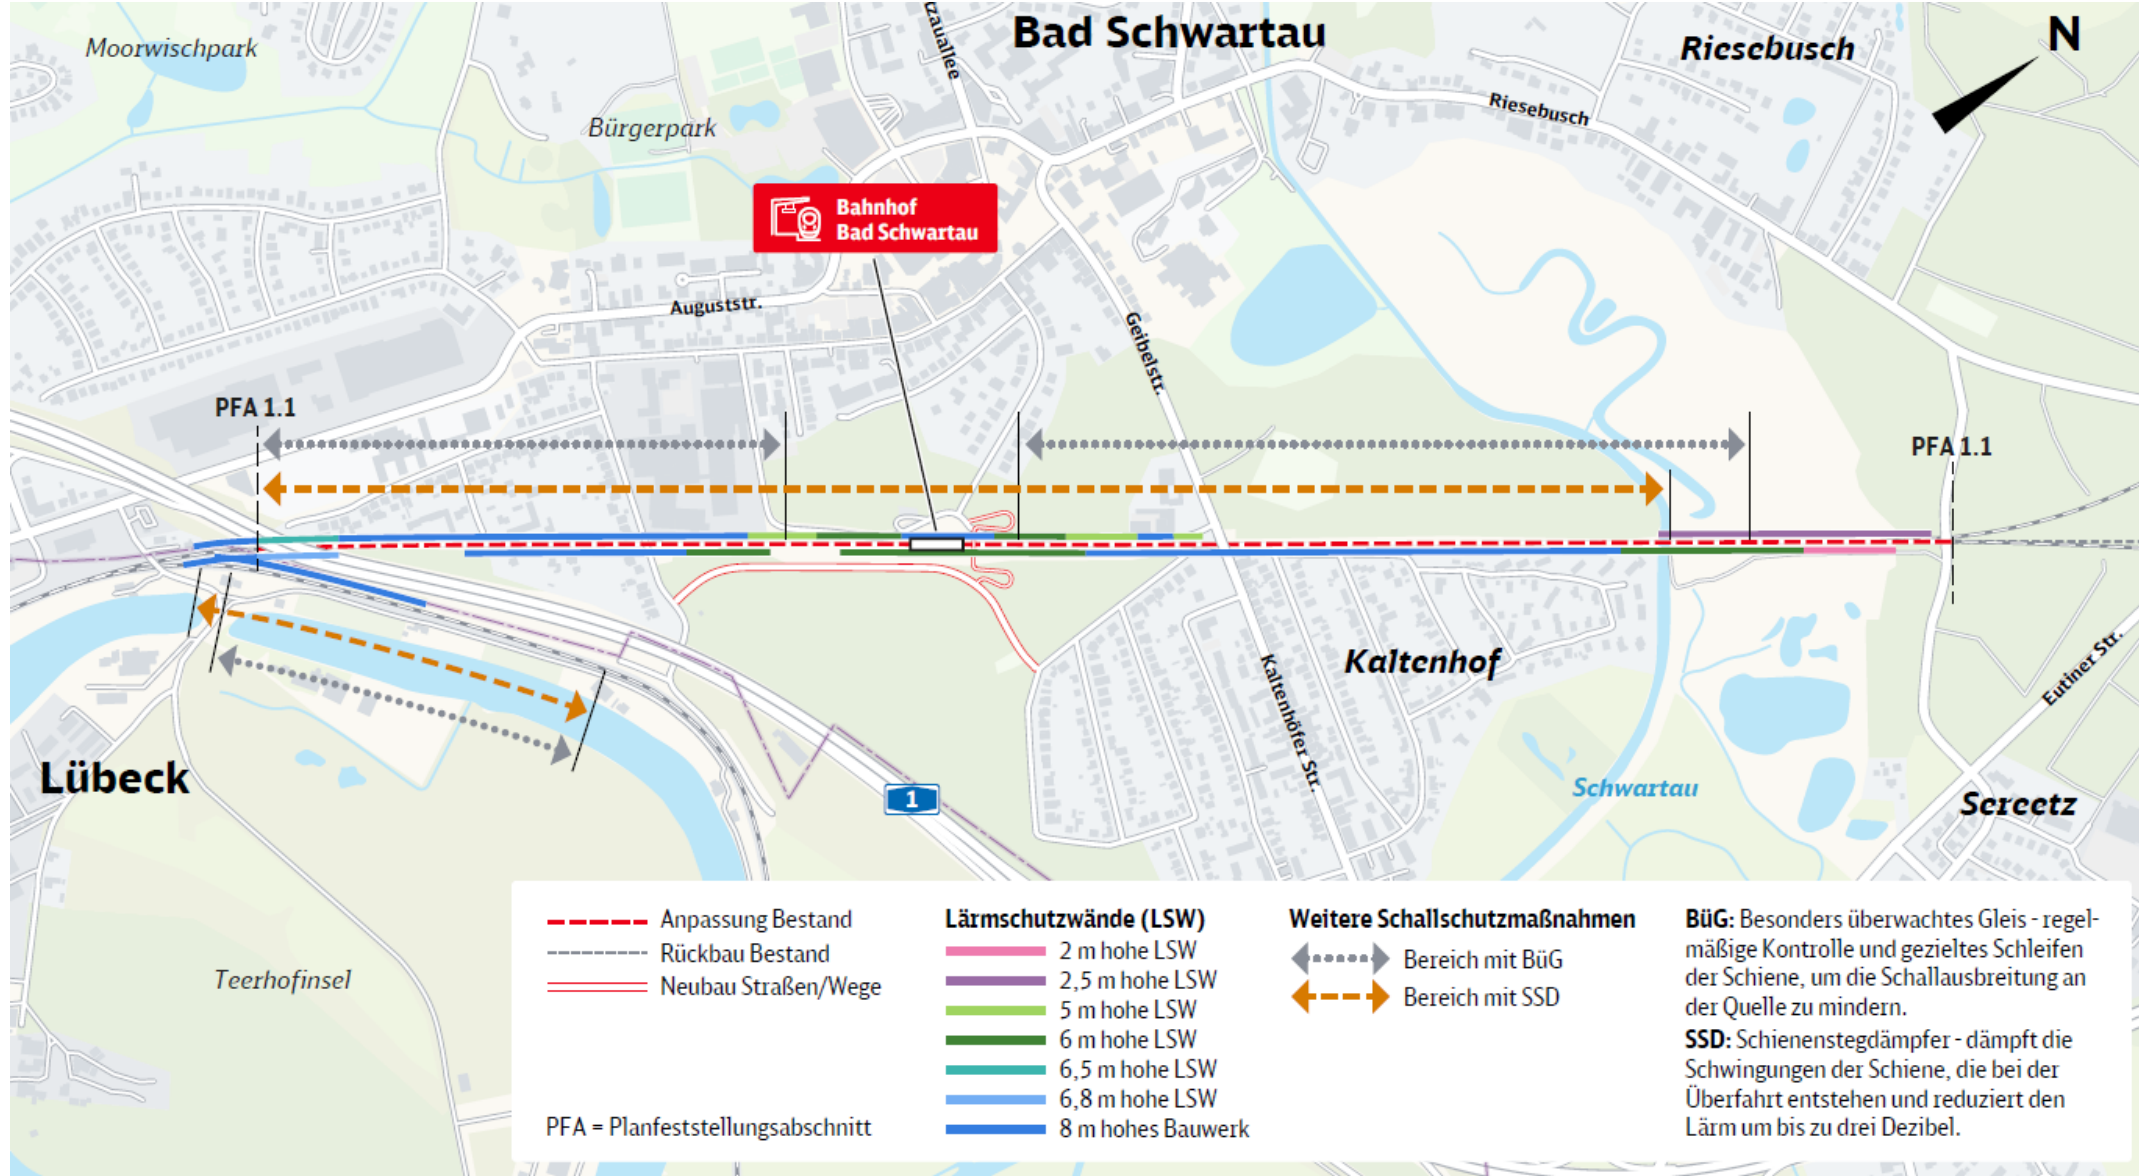 Moorwischpark
tzauallee
Bad Schwartau
Riesebusch
N
Bürgerpark
Riesebusch
Bahnhof
Bad Schwartau
Auguststr.
Geibelstr.
PFA 1.1
PFA 1.1
Kaltenhof
Kaltenhöfer Str.
Eutiner Str.
Lübeck
1
Schwartau
Sereetz
Teerhofinsel
Anpassung Bestand
Rückbau Bestand
Neubau Straßen/Wege
PFA = Planfeststellungsabschnitt
Lärmschutzwände (LSW)
2 m hohe LSW
2,5 m hohe LSW
5 m hohe LSW
6 m hohe LSW
6,5 m hohe LSW
6,8 m hohe LSW
8 m hohes Bauwerk
Weitere Schallschutzmaßnahmen
Bereich mit BüG
Bereich mit SSD
BüG: Besonders überwachtes Gleis - regel-
mäßige Kontrolle und gezieltes Schleifen
der Schiene, um die Schallausbreitung an
der Quelle zu mindern.
SSD: Schienenstegdämpfer - dämpft die
Schwingungen der Schiene, die bei der
Überfahrt entstehen und reduziert den
Lärm um bis zu drei Dezibel.